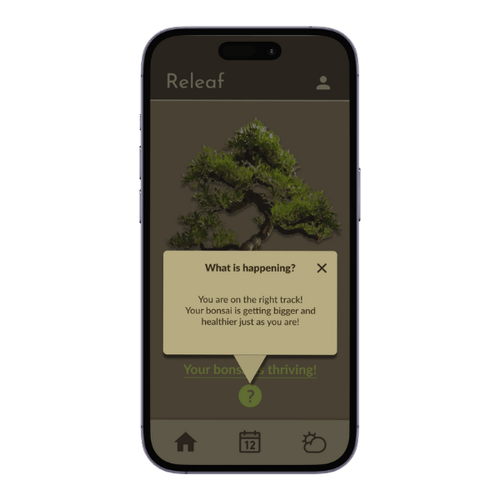 Releaf
What is happening?
You are on the right track!
Your bonsai is getting bigger and
healthier just as you are!
Your bons s thriving!
?
12